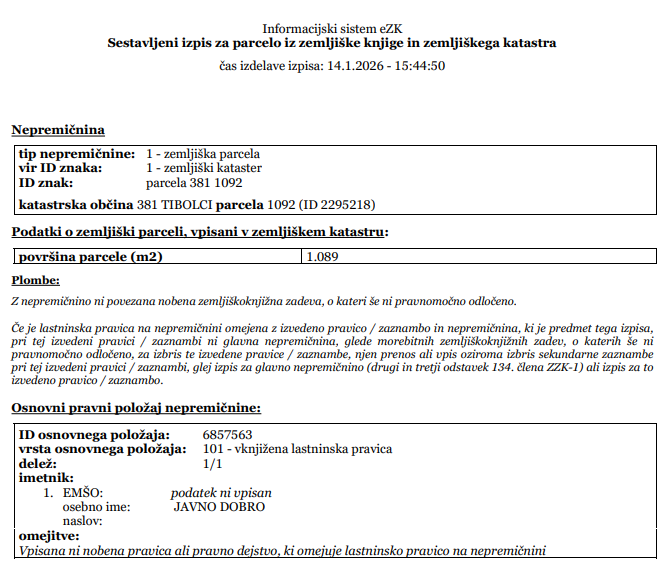 Informacijski sistem eZK
Sestavljeni izpis za parcelo iz zemljiške knjige in zemljiškega katastra
čas izdelave izpisa: 14.1.2026 - 15:44:50
Nepremičnina
tip nepremičnine: 1 - zemljiška parcela
vir ID znaka: 1 - zemljiški kataster
ID znak: parcela 381 1092
katastrska občina 381 TIBOLCI parcela 1092 (ID 2295218)
Podatki o zemljiški parceli, vpisani v zemljiškem katastru:
površina parcele (m2) 1.089
Plombe:
Z nepremičnino ni povezana nobena zemljiškoknjižna zadeva, o kateri še ni pravnomočno odločeno.
Če je lastninska pravica na nepremičnini omejena z izvedeno pravico / zaznambo in nepremičnina, ki je predmet tega izpisa,
pri tej izvedeni pravici / zaznambi ni glavna nepremičnina, glede morebitnih zemljiškoknjižnih zadev, o katerih še ni
pravnomočno odločeno, za izbris te izvedene pravice / zaznambe, njen prenos ali vpis oziroma izbris sekundarne zaznambe
pri tej izvedeni pravici / zaznambi, glej izpis za glavno nepremičnino (drugi in tretji odstavek 134. člena ZZK-1) ali izpis za to
izvedeno pravico / zaznambo.
Osnovni pravni položaj nepremičnine:
ID osnovnega položaja: 6857563
vrsta osnovnega položaja: 101 - vknjižena lastninska pravica
delež: 1/1
imetnik:
1. EMŠO: podatek ni vpisan
osebno ime: JAVNO DOBRO
naslov:
omejitve:
Vpisana ni nobena pravica ali pravno dejstvo, ki omejuje lastninsko pravico na nepremičnini